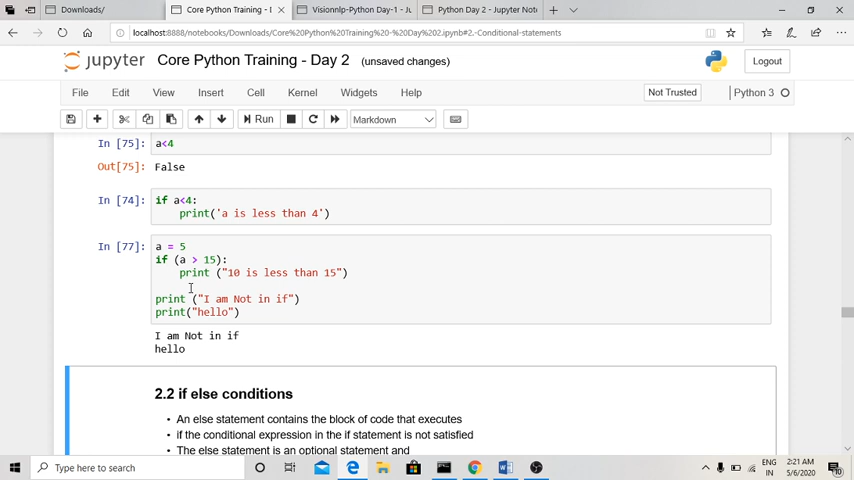 Downloads/
Core Python Training - D
Visionnlp-Python Day-1 - Ju
Python Day 2 - Jupyter Not
localhost:8888/notebooks/Downloads/Core%20Python%20Training%20-%20Day%202.ipynb#2.-Conditional-statements
jupyter Core Python Training - Day 2 (unsaved changes)
Logout
File Edit View Insert Cell Kernel Widgets Help
Not Trusted
Python 3
Run
Markdown
In [75]: a<4
Out[75]: False
In [74]: if a<4:
print('a is less than 4')
In [77]: a = 5
if (a > 15):
print ("10 is less than 15")
print ("I am Not in if")
print("hello")
I am Not in if
hello
2.2 if else conditions
• An else statement contains the block of code that executes
• if the conditional expression in the if statement is not satisfied
• The else statement is an optional statement and
Type here to search
ENG
IN
2:21 AM
5/6/2020